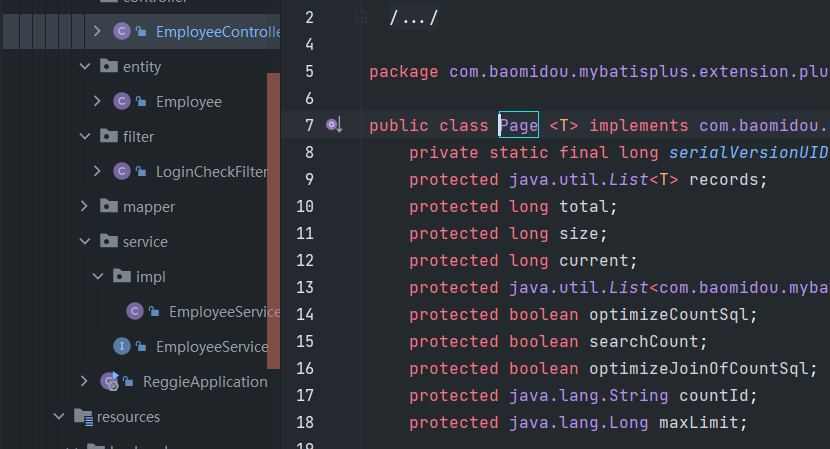 controller
EmployeeControlle
entity
Employee
filter
LoginCheckFilter
mapper
service
impl
EmployeeService
EmployeeService
ReggieApplication
resources
2 /.../
4
5 package com.baomidou.mybatisplus.extension.plu
6
7 public class Page <T> implements com.baomidou.
8 private static final long serialVersionUID
9 protected java.util.List<T> records;
10 protected long total;
11 protected long size;
12 protected long current;
13 protected java.util.List<com.baomidou.myba
14 protected boolean optimizeCountSql;
15 protected boolean searchCount;
16 protected boolean optimizeJoinOfCountSql;
17 protected java.lang.String countId;
18 protected java.lang.Long maxLimit;
19